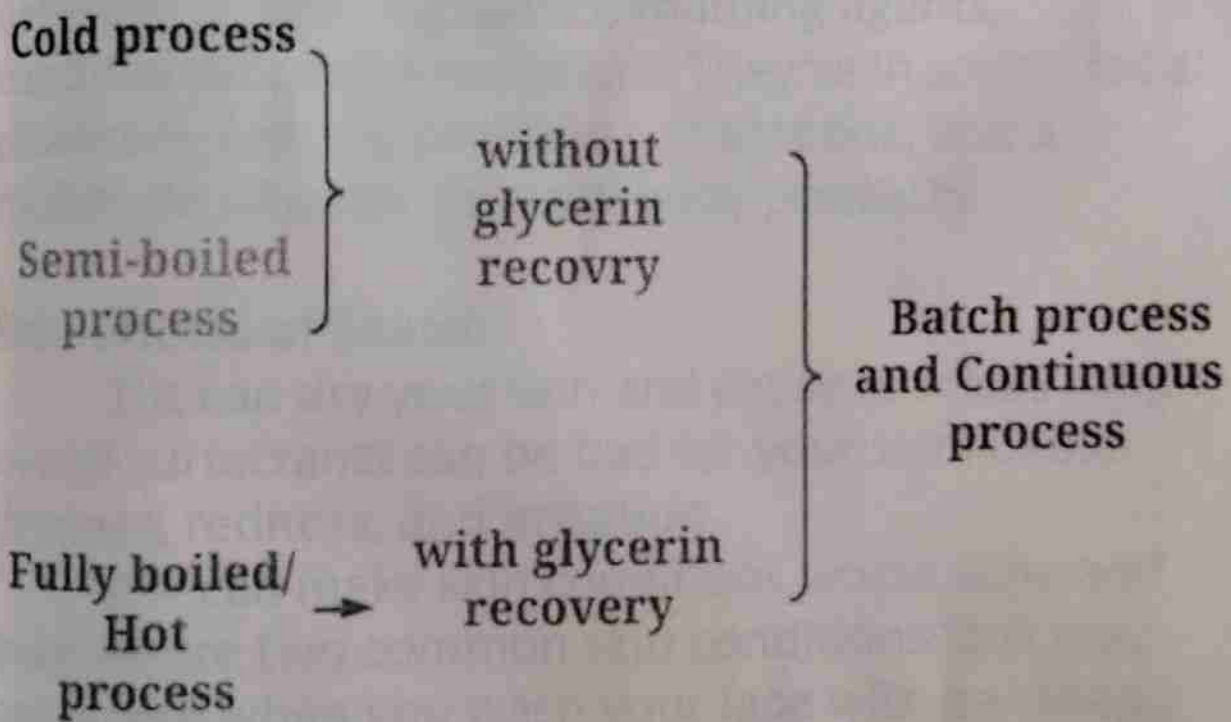 Cold process
Semi-boiled
process
without
glycerin
recovry
Fully boiled/
Hot
process
with glycerin
recovery
Batch process
and Continuous
process